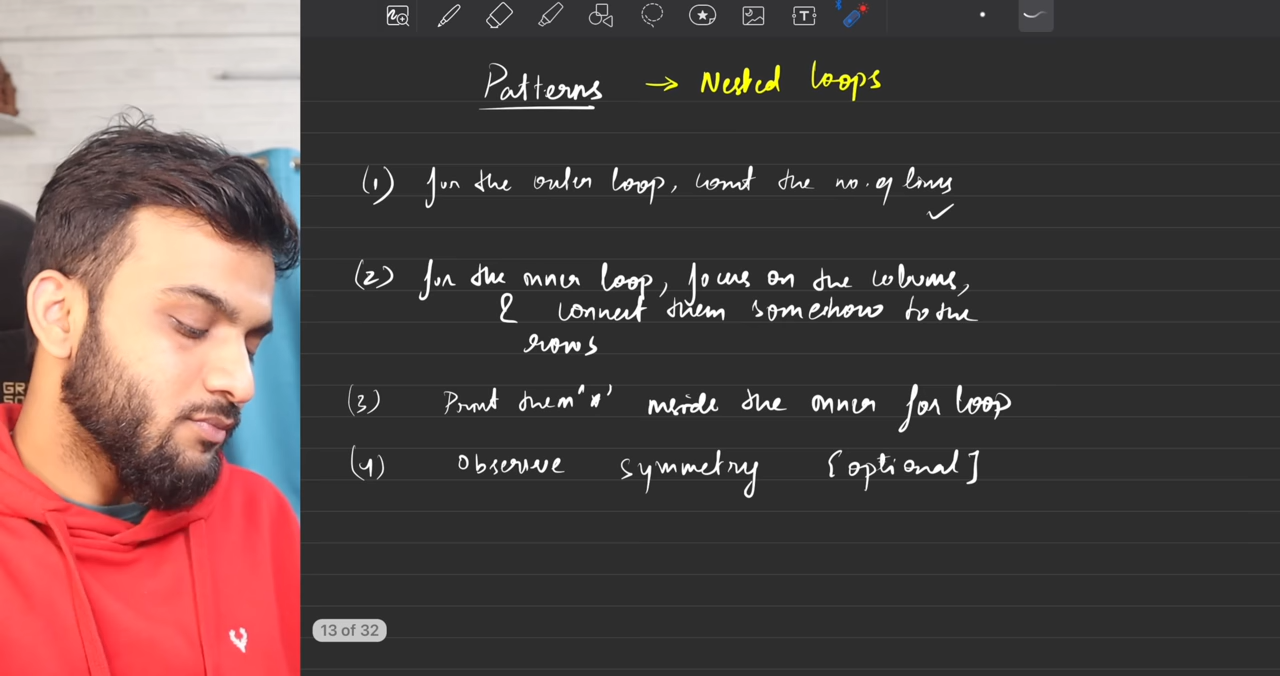 Patterns → Nested loops
(1) for the outer loop, count the no. of lines
(2) for the inner loop, focus on the columns,
& connect them somehow to the
rows
(3) Print them '*' inside the inner for loop
(4) Observe symmetry [optional]
GR
13 of 32